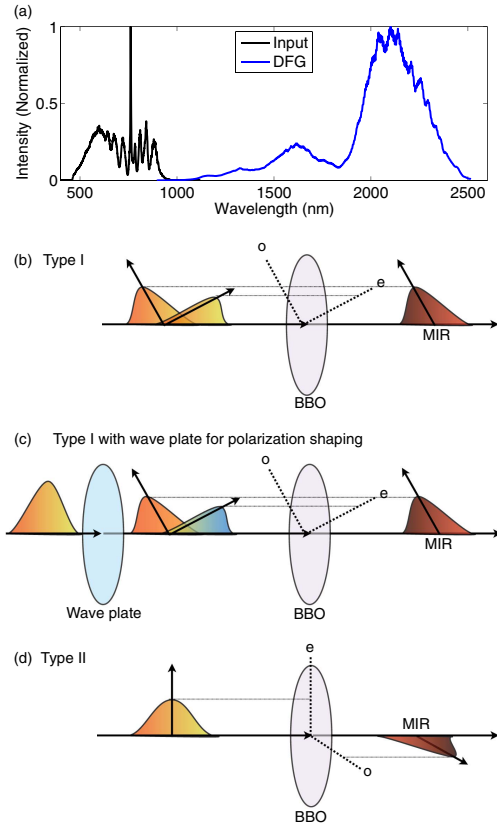 (a)
1
0.5
0
Intensity (Normalized)
Input
DFG
500
1000
1500
2000
2500
Wavelength (nm)
(b) Type I
o
e
BBO
MIR
(c) Type I with wave plate for polarization shaping
o
e
Wave plate
BBO
MIR
(d) Type II
e
o
MIR
BBO